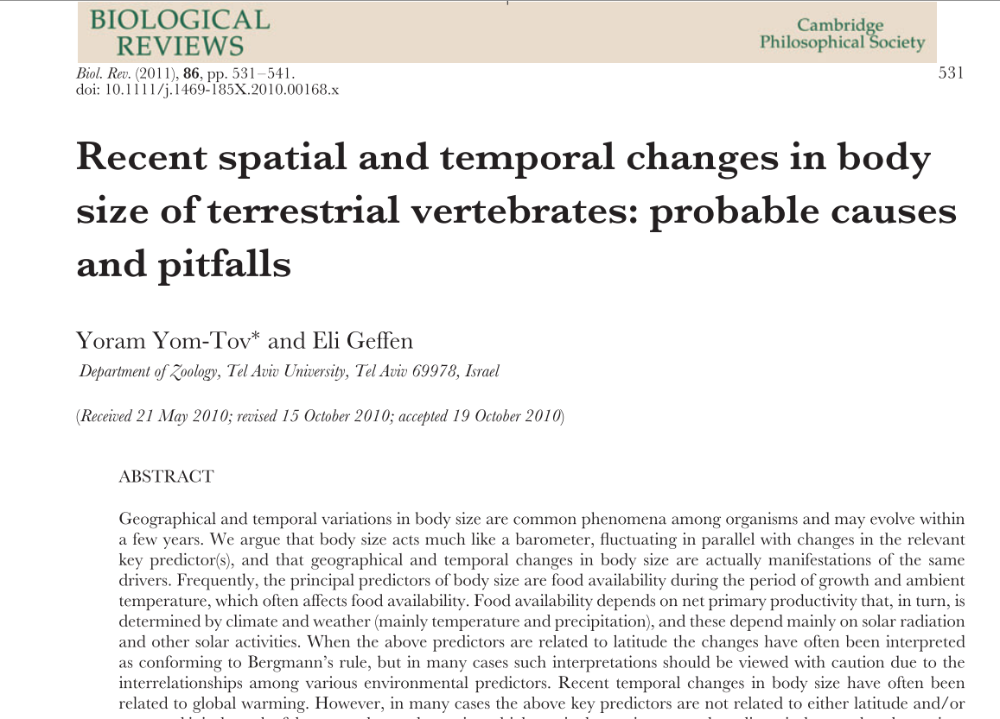 BIOLOGICAL
REVIEWS
Cambridge
Philosophical Society
Biol. Rev. (2011), 86, pp. 531–541.
531
doi: 10.1111/j.1469-185X.2010.00168.x
Recent spatial and temporal changes in body
size of terrestrial vertebrates: probable causes
and pitfalls
Yoram Yom-Tov* and Eli Geffen
Department of Zoology, Tel Aviv University, Tel Aviv 69978, Israel
(Received 21 May 2010; revised 15 October 2010; accepted 19 October 2010)
ABSTRACT
Geographical and temporal variations in body size are common phenomena among organisms and may evolve within
a few years. We argue that body size acts much like a barometer, fluctuating in parallel with changes in the relevant
key predictor(s), and that geographical and temporal changes in body size are actually manifestations of the same
drivers. Frequently, the principal predictors of body size are food availability during the period of growth and ambient
temperature, which often affects food availability. Food availability depends on net primary productivity that, in turn, is
determined by climate and weather (mainly temperature and precipitation), and these depend mainly on solar radiation
and other solar activities. When the above predictors are related to latitude the changes have often been interpreted
as conforming to Bergmann's rule, but in many cases such interpretations should be viewed with caution due to the
interrelationships among various environmental predictors. Recent temporal changes in body size have often been
related to global warming. However, in many cases the above key predictors are not related to either latitude and/or